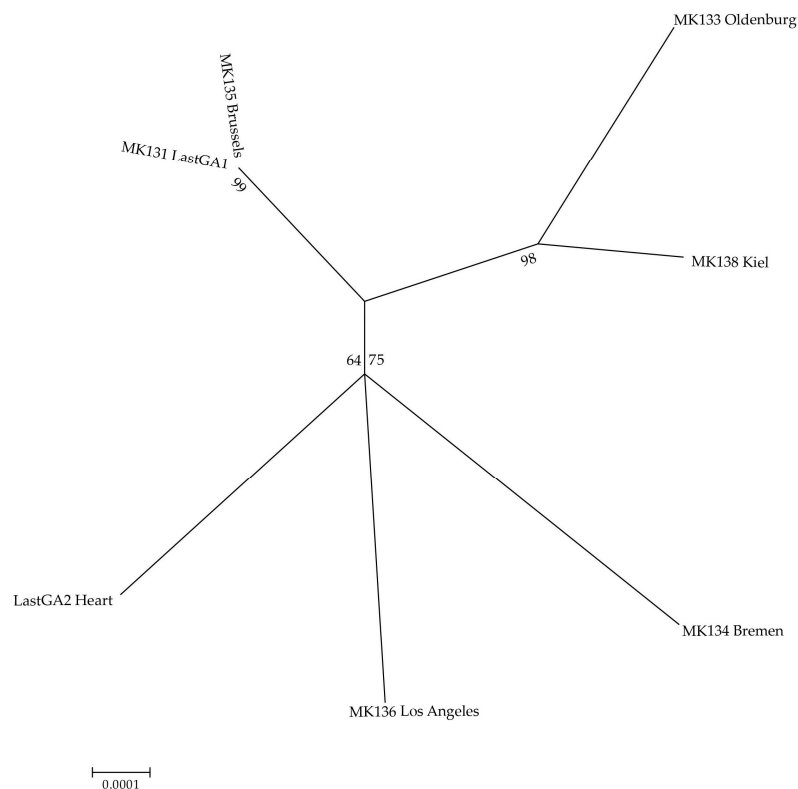 MK133 Oldenburg
MK135 Brussels
MK131 LastGA1
99
98
MK138 Kiel
64 75
LastGA2 Heart
MK134 Bremen
MK136 Los Angeles
0.0001